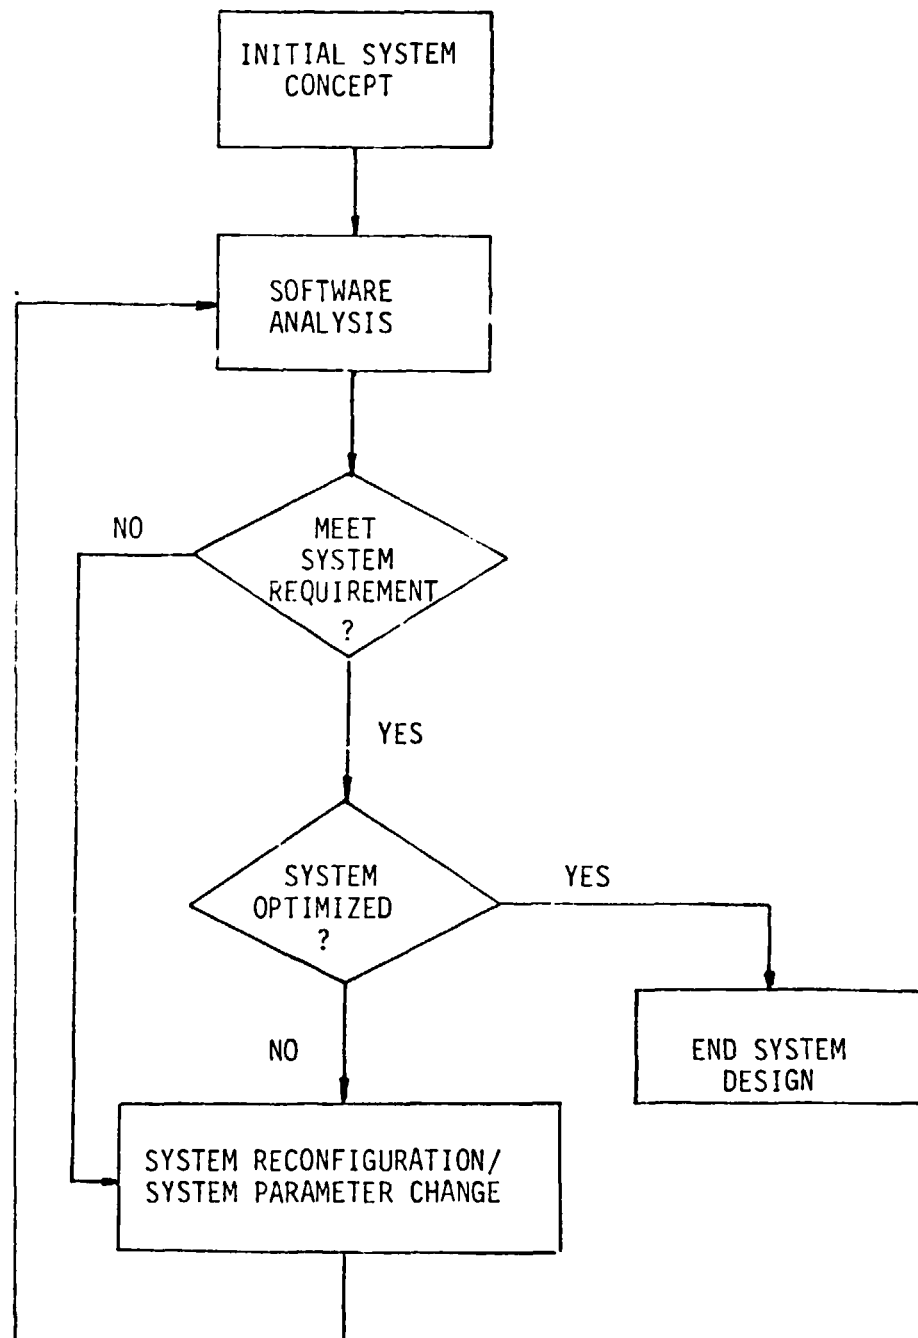 INITIAL SYSTEM
CONCEPT
SOFTWARE
ANALYSIS
NO
MEET
SYSTEM
REQUIREMENT
?
YES
SYSTEM
OPTIMIZED
?
YES
NO
END SYSTEM
DESIGN
SYSTEM RECONFIGURATION/
SYSTEM PARAMETER CHANGE